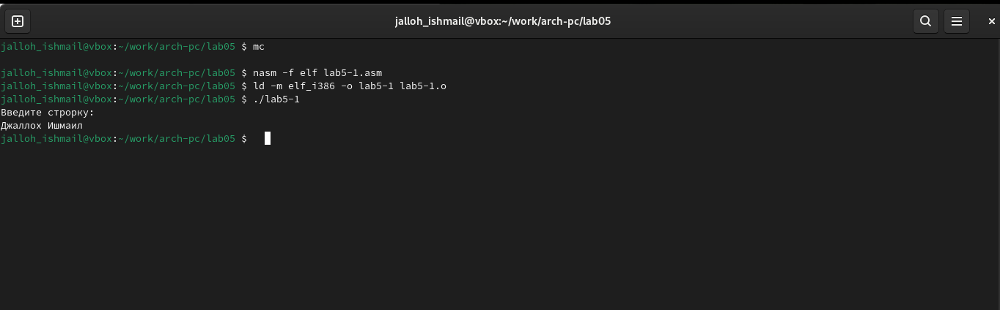 jalloh_ishmail@vbox:~/work/arch-pc/lab05
jalloh_ishmail@vbox:~/work/arch-pc/lab05 $ mc
jalloh_ishmail@vbox:~/work/arch-pc/lab05 $ nasm -f elf lab5-1.asm
jalloh_ishmail@vbox:~/work/arch-pc/lab05 $ ld -m elf_i386 -o lab5-1 lab5-1.o
jalloh_ishmail@vbox:~/work/arch-pc/lab05 $ ./lab5-1
Введите строрку:
Джаллох Ишмаил
jalloh_ishmail@vbox:~/work/arch-pc/lab05 $